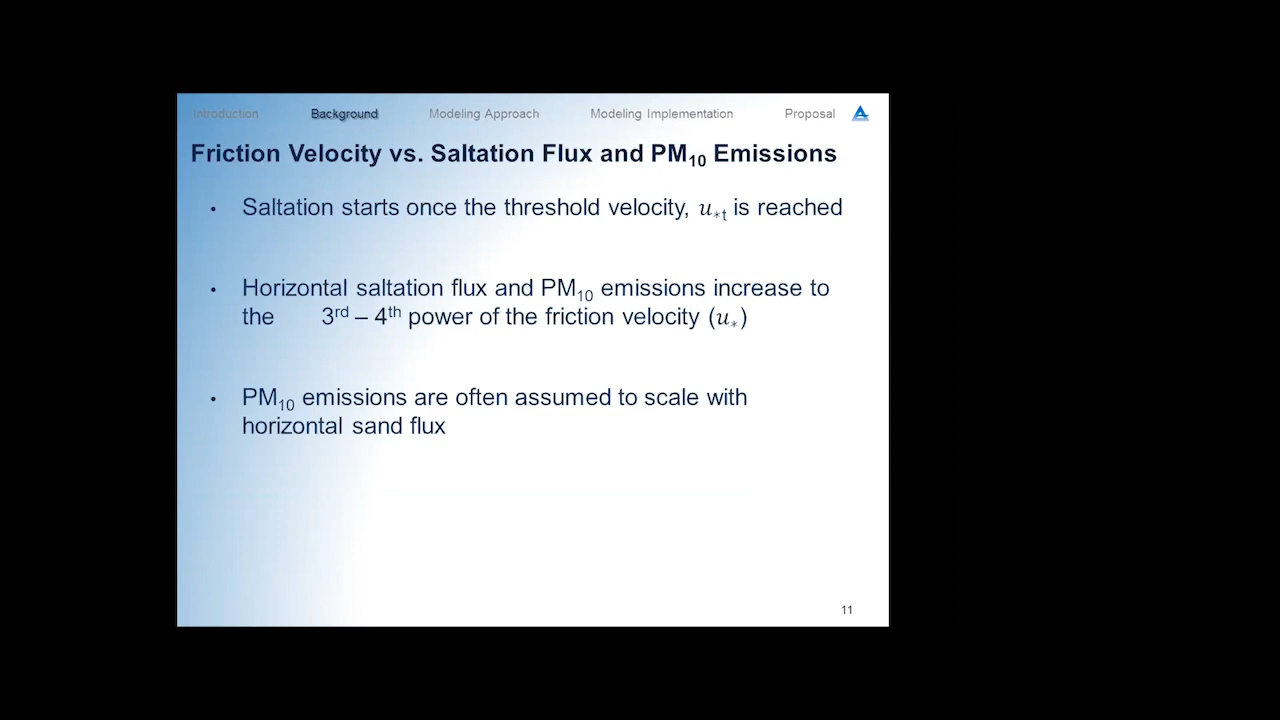 Introduction Background Modeling Approach Modeling Implementation Proposal
Friction Velocity vs. Saltation Flux and PM₁₀ Emissions
• Saltation starts once the threshold velocity, u*t is reached
• Horizontal saltation flux and PM₁₀ emissions increase to
the 3rd – 4th power of the friction velocity (u*)
• PM₁₀ emissions are often assumed to scale with
horizontal sand flux
11